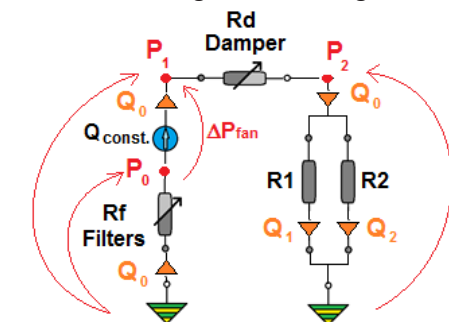 Rd
Damper
P1
P2
Q0
Q0
Qconst.
ΔPfan
P0
R1
R2
Rf
Filters
Q1
Q2
Q0